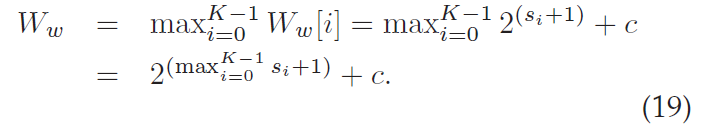 W_w = max_{i=0}^{K-1} W_w[i] = max_{i=0}^{K-1} 2^{(s_i+1)} + c
= 2^{(max_{i=0}^{K-1} s_i+1)} + c.
(19)